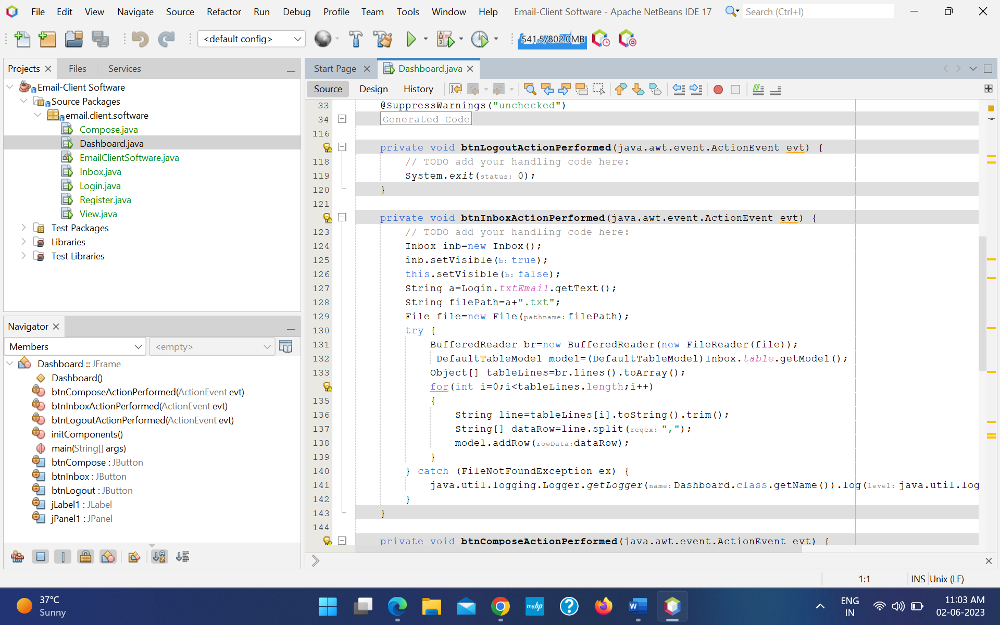 File Edit View Navigate Source Refactor Run Debug Profile Team Tools Window Help Email-Client Software - Apache NetBeans IDE 17 Search (Ctrl+I)
<default config> 541.5/802.0MB
Projects Files Services
Email-Client Software
Source Packages
email.client.software
Compose.java
Dashboard.java
EmailClientSoftware.java
Inbox.java
Login.java
Register.java
View.java
Test Packages
Libraries
Test Libraries
Navigator
Members <empty>
Dashboard :: JFrame
Dashboard()
btnComposeActionPerformed(ActionEvent evt)
btnInboxActionPerformed(ActionEvent evt)
btnLogoutActionPerformed(ActionEvent evt)
initComponents()
main(String[] args)
btnCompose : JButton
btnInbox : JButton
btnLogout : JButton
jLabel1 : JLabel
jPanel1 : JPanel
Start Page Dashboard.java
Source Design History
33 @SuppressWarnings("unchecked")
34 Generated Code
116
private void btnLogoutActionPerformed(java.awt.event.ActionEvent evt) {
118 // TODO add your handling code here:
119 System.exit(status: 0);
120 }
121
private void btnInboxActionPerformed(java.awt.event.ActionEvent evt) {
123 // TODO add your handling code here:
124 Inbox inb=new Inbox();
125 inb.setVisible(b: true);
126 this.setVisible(b: false);
127 String a=Login.txtEmail.getText();
128 String filePath=a+".txt";
129 File file=new File(pathname: filePath);
130 try {
131 BufferedReader br=new BufferedReader(new FileReader(file));
132 DefaultTableModel model=(DefaultTableModel)Inbox.table.getModel();
133 Object[] tableLines=br.lines().toArray();
for(int i=0;i<tableLines.length;i++)
135 {
136 String line=tableLines[i].toString().trim();
137 String[] dataRow=line.split(regex: ",");
138 model.addRow(rowData: dataRow);
139 }
140 } catch (FileNotFoundException ex) {
141 java.util.logging.Logger.getLogger(name: Dashboard.class.getName()).log(level: java.util.log
142 }
143 }
144
private void btnComposeActionPerformed(java.awt.event.ActionEvent evt) {
1:1 INS Unix (LF)
37°C
Sunny
myhp
ENG
IN
11:03 AM
02-06-2023